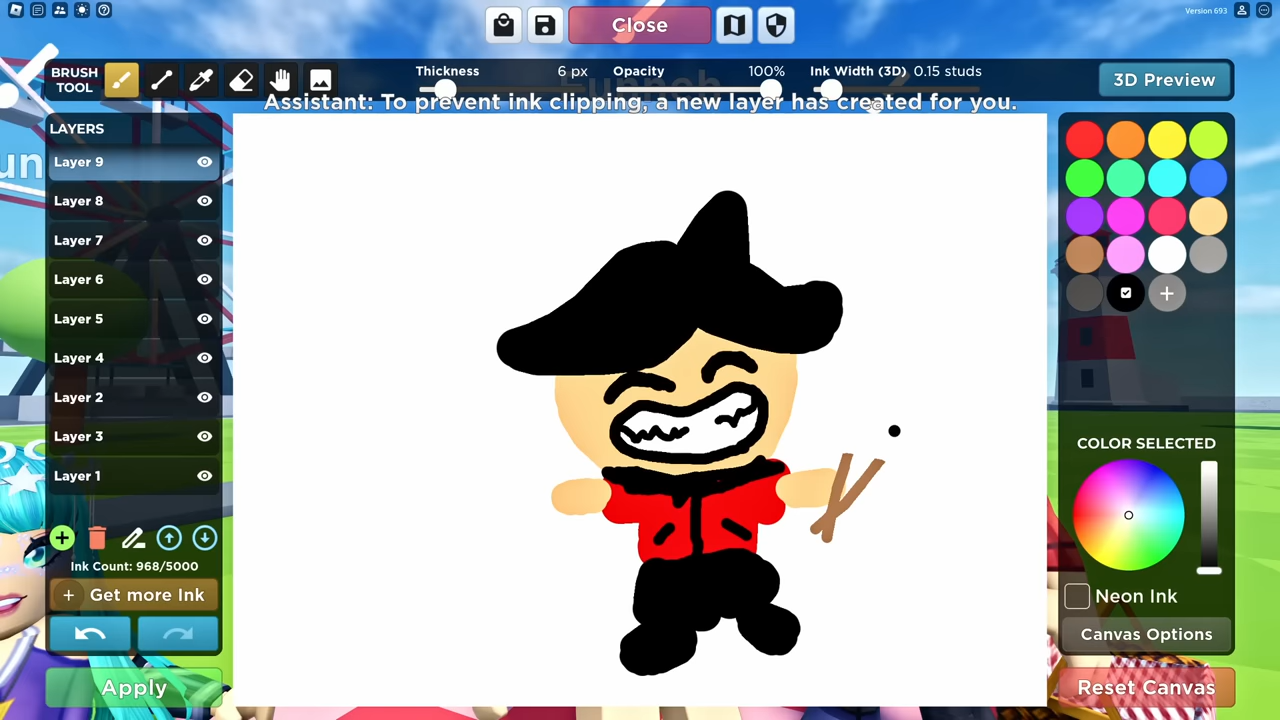 Version 693
Close
BRUSH
TOOL
Thickness
6 px
Opacity
100%
Ink Width (3D)
0.15 studs
3D Preview
Assistant: To prevent ink clipping, a new layer has created for you.
LAYERS
Layer 9
Layer 8
Layer 7
Layer 6
Layer 5
Layer 4
Layer 2
Layer 3
Layer 1
Ink Count: 968/5000
+ Get more Ink
Apply
COLOR SELECTED
Neon Ink
Canvas Options
Reset Canvas